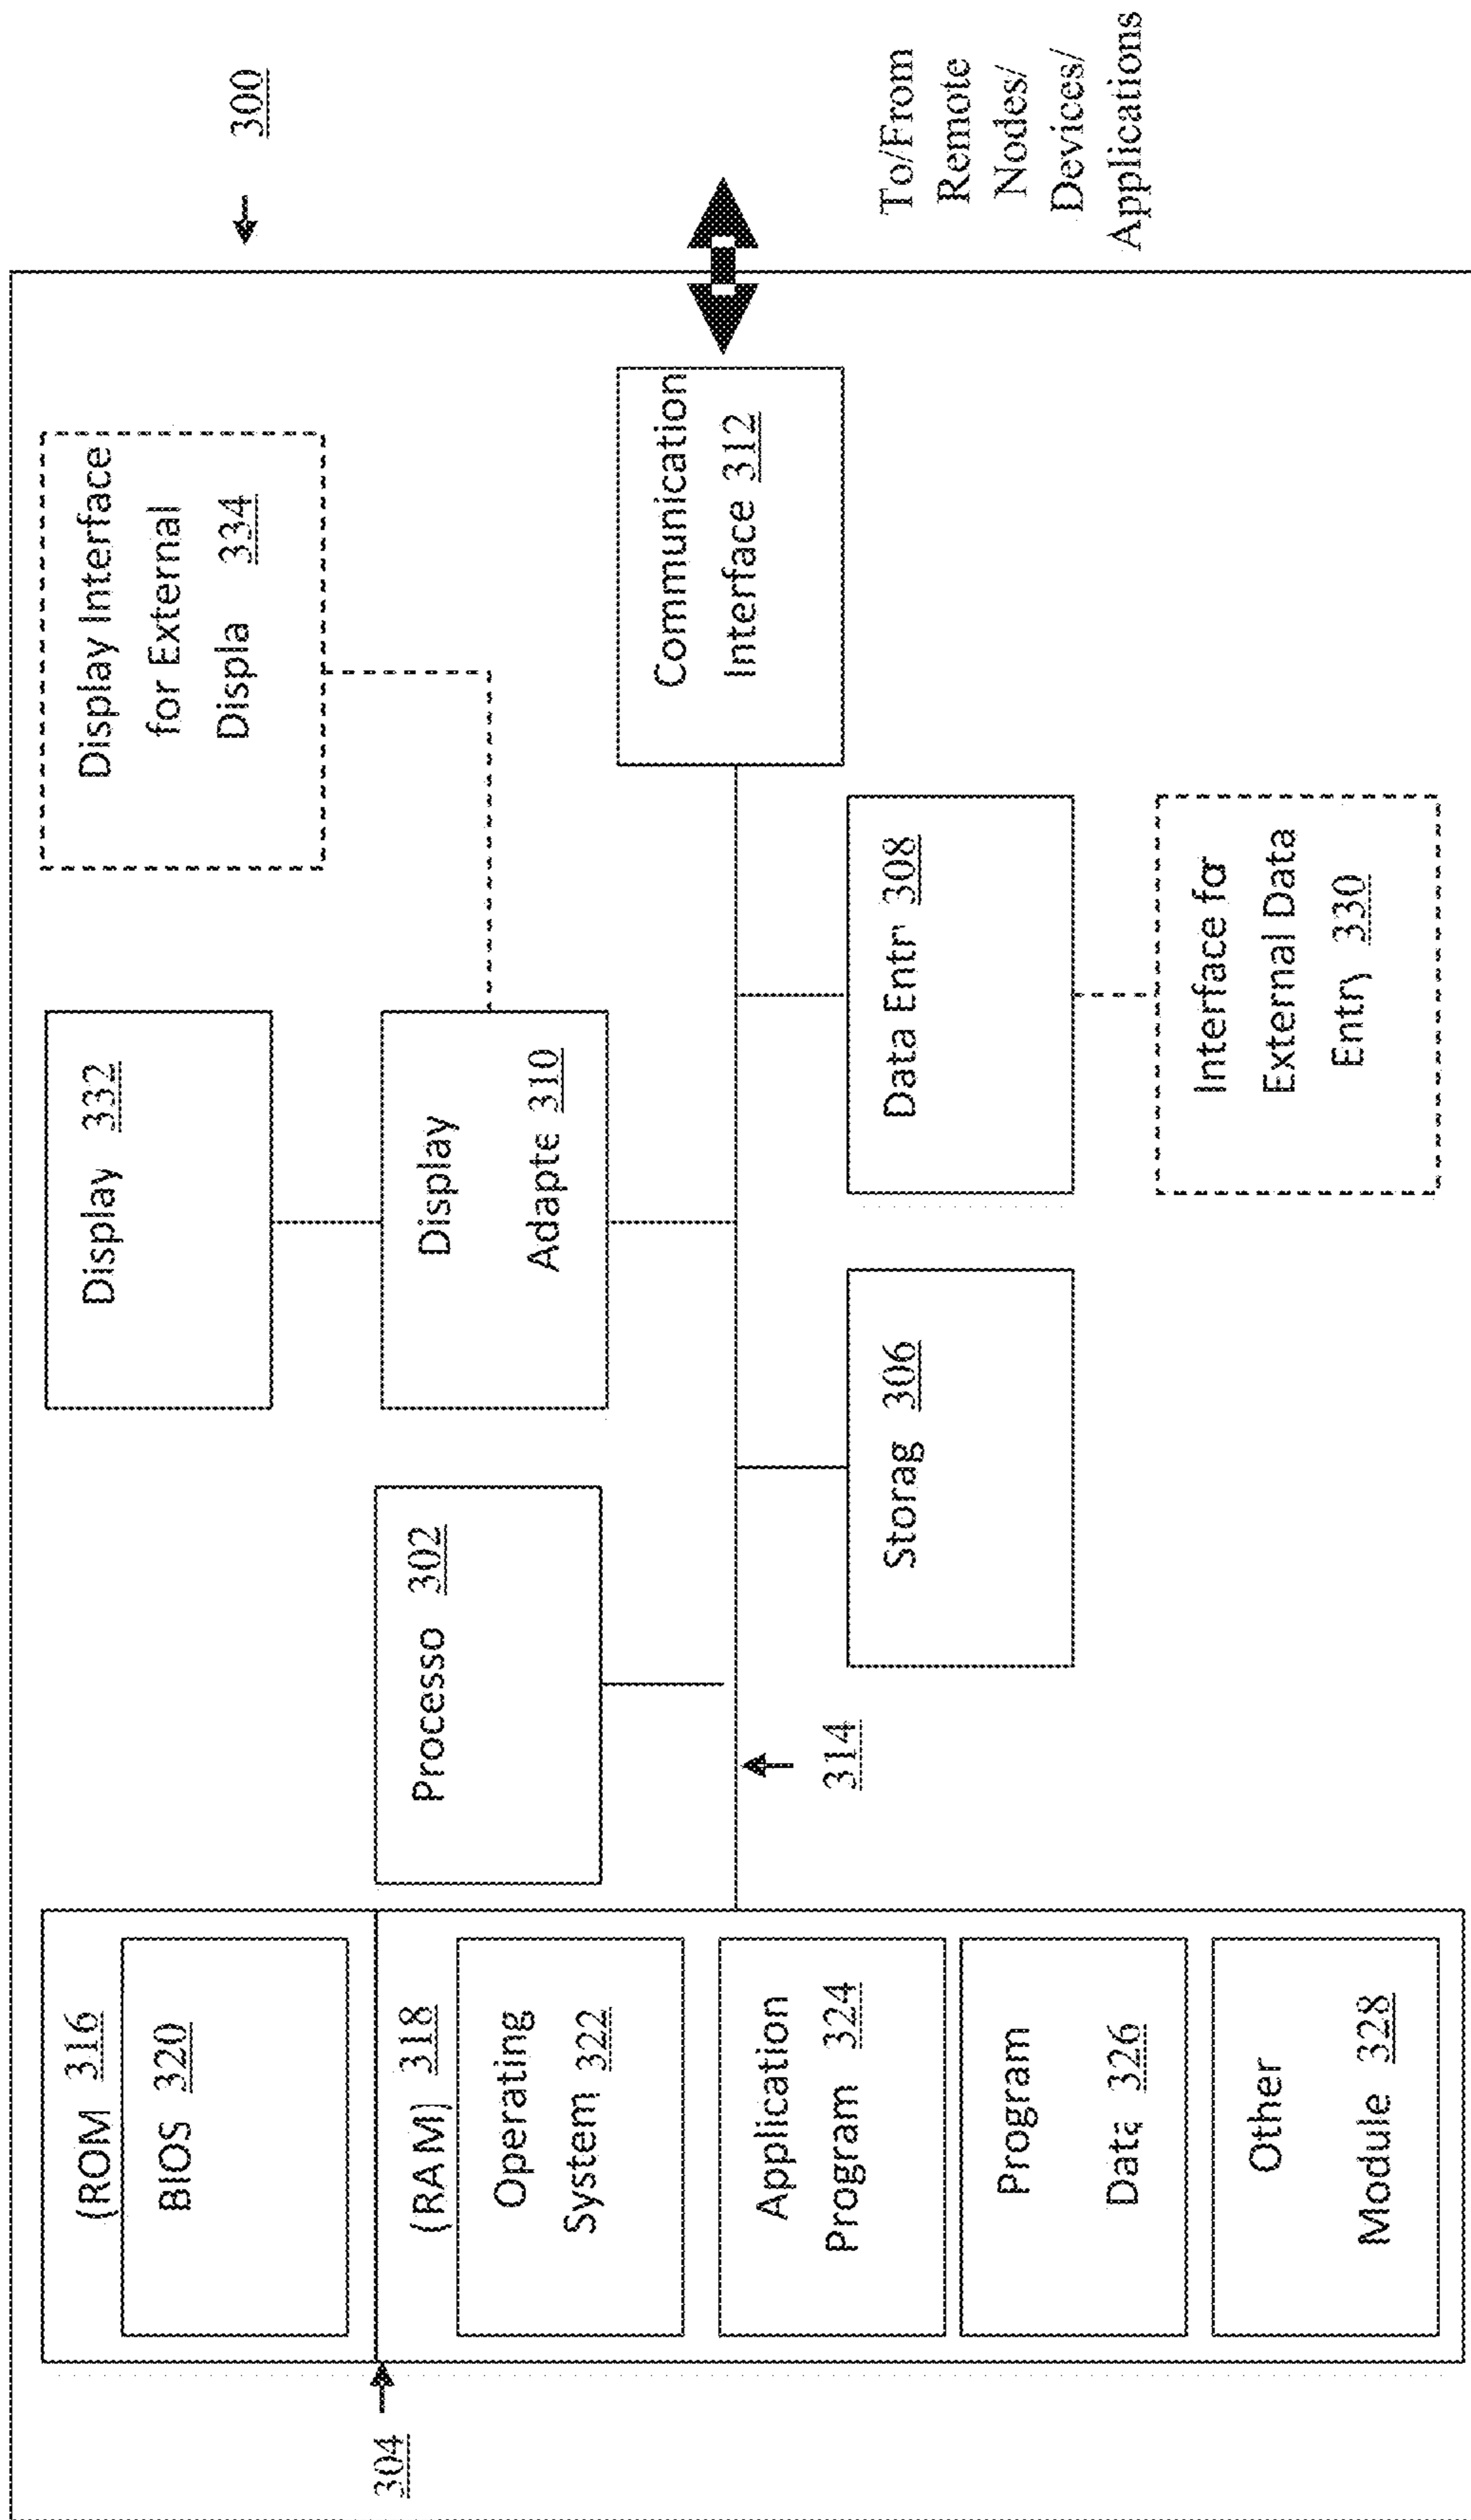 300
(ROM 316
BIOS 320
304
(RAM) 318
Operating
System 322
Application
Program 324
Program
Data 326
Other
Module 328
Processo 302
314
Display 332
Display
Adapte 310
Storag 306
Display Interface
for External
Displa 334
Data Entr 308
Interface for
External Data
Entry 330
Communication
Interface 312
To/From
Remote
Nodes/
Devices/
Applications